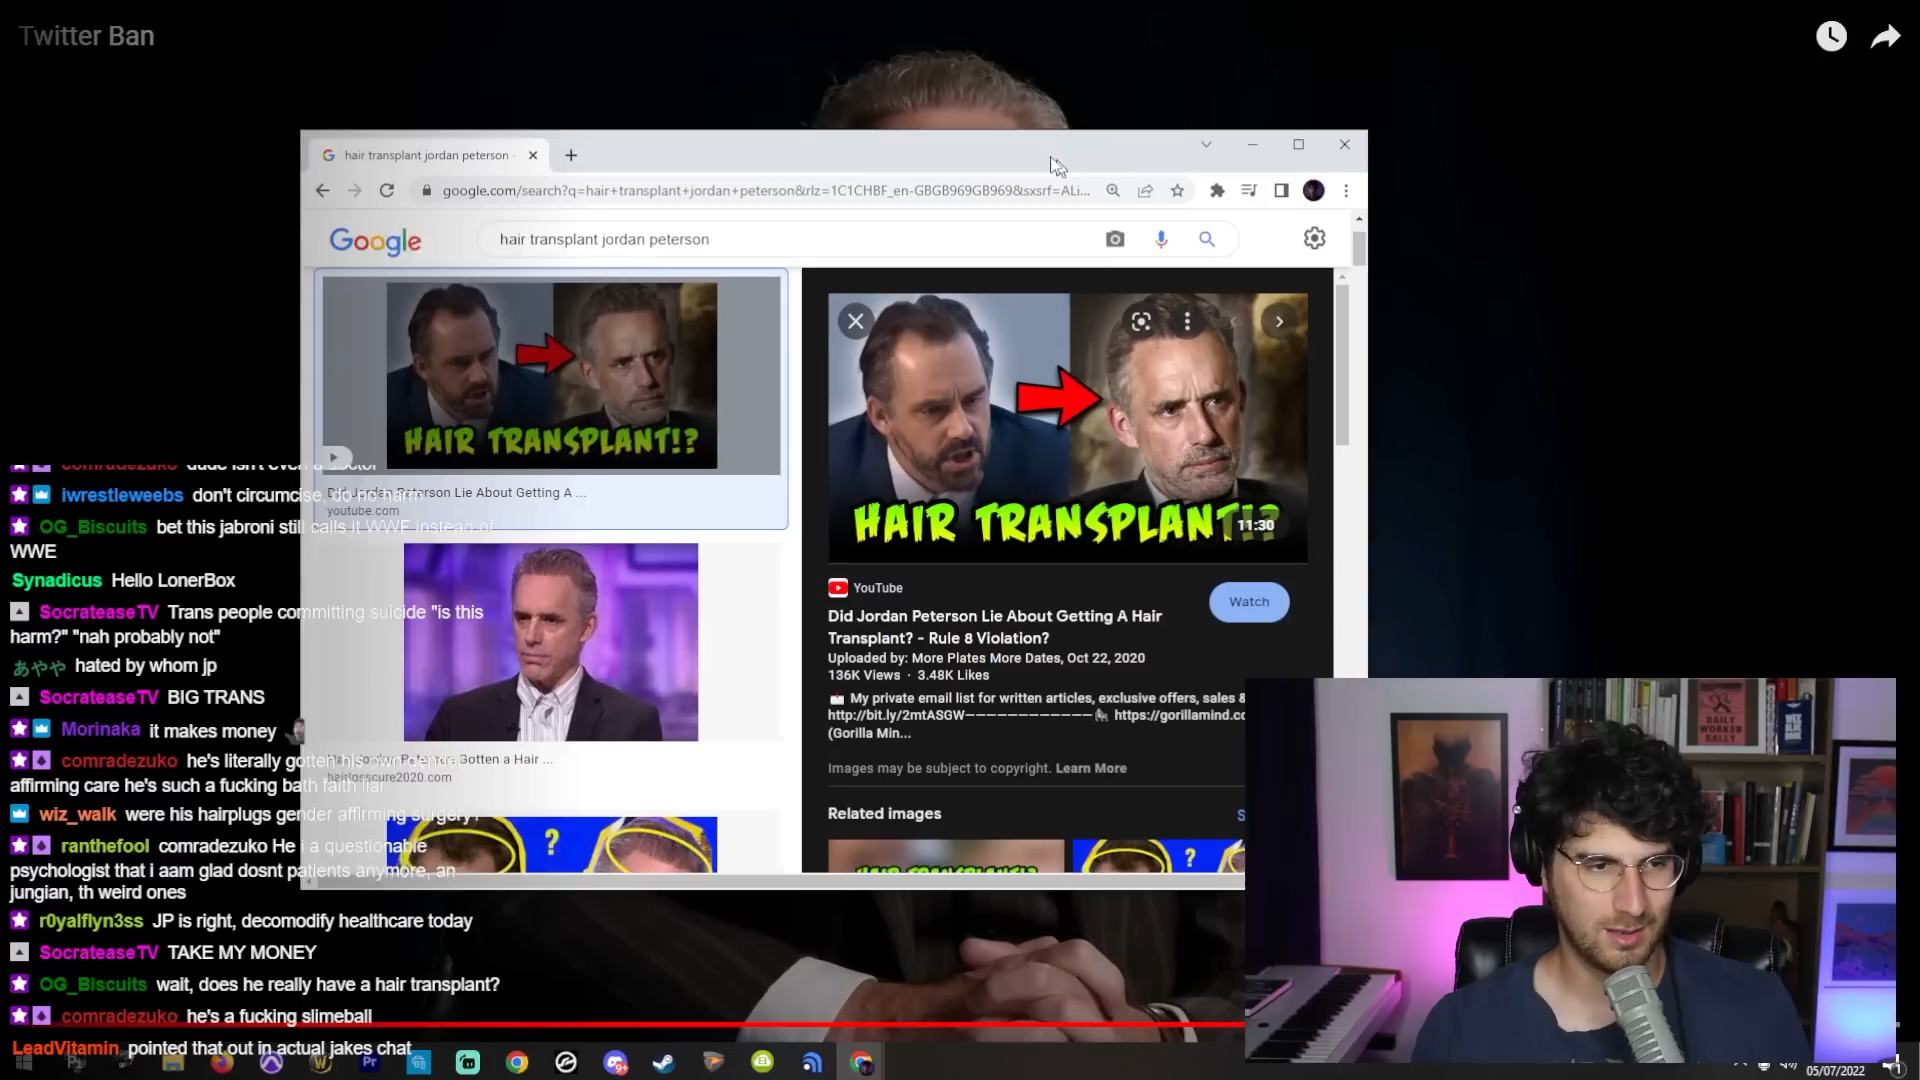 Twitter Ban
hair transplant jordan peterson
google.com/search?q=hair+transplant+jordan+peterson&rlz=1C1CHBF_en-GBGB969GB969&sxsrf=ALi...
Google
hair transplant jordan peterson
HAIR TRANSPLANT!?
Did Jordan Peterson Lie About Getting A ...
youtube.com
Gotten a Hair ...
hairlosscure2020.com
?
HAIR TRANSPLANT!?
11:30
YouTube
Watch
Did Jordan Peterson Lie About Getting A Hair
Transplant? - Rule 8 Violation?
Uploaded by: More Plates More Dates, Oct 22, 2020
136K Views · 3.48K Likes
My private email list for written articles, exclusive offers, sales &
http://bit.ly/2mtASGW———————————— https://gorillamind.co
(Gorilla Min...
Images may be subject to copyright. Learn More
Related images
S
?
comradezuko dude isn't even a doctor
iwrestleweebs don't circumcise, do no harm
OG_Biscuits bet this jabroni still calls it WWF instead of
WWE
Synadicus Hello LonerBox
SocrateaseTV Trans people committing suicide "is this
harm?" "nah probably not"
あやや hated by whom jp
SocrateaseTV BIG TRANS
Morinaka it makes money
comradezuko he's literally gotten his own gender
affirming care he's such a fucking bath faith liar
wiz_walk were his hairplugs gender affirming surgery?
ranthefool comradezuko He i a questionable
psychologist that i aam glad dosnt patients anymore, an
jungian, th weird ones
r0yalflyn3ss JP is right, decomodify healthcare today
SocrateaseTV TAKE MY MONEY
OG_Biscuits wait, does he really have a hair transplant?
comradezuko he's a fucking slimeball
LeadVitamin pointed that out in actual jakes chat
DAILY
WORKER
RALLY
Pr
9+
05/07/2022
1